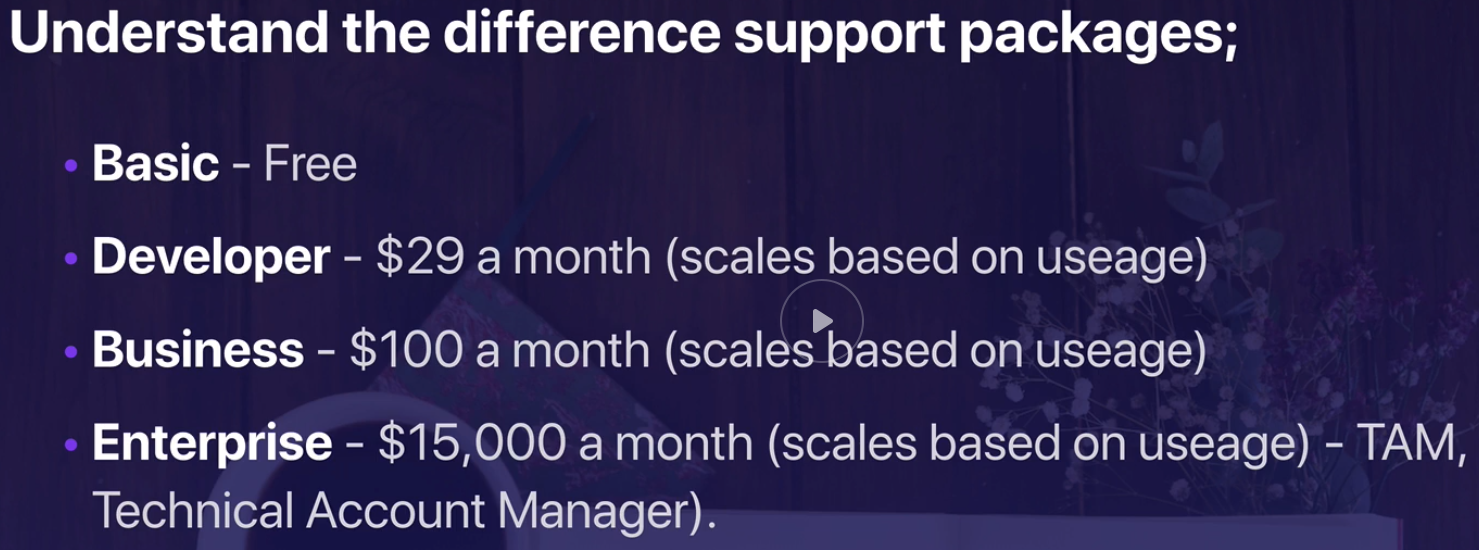 Understand the difference support packages;
• Basic - Free
• Developer - $29 a month (scales based on useage)
• Business - $100 a month (scales based on useage)
• Enterprise - $15,000 a month (scales based on useage) - TAM,
Technical Account Manager).